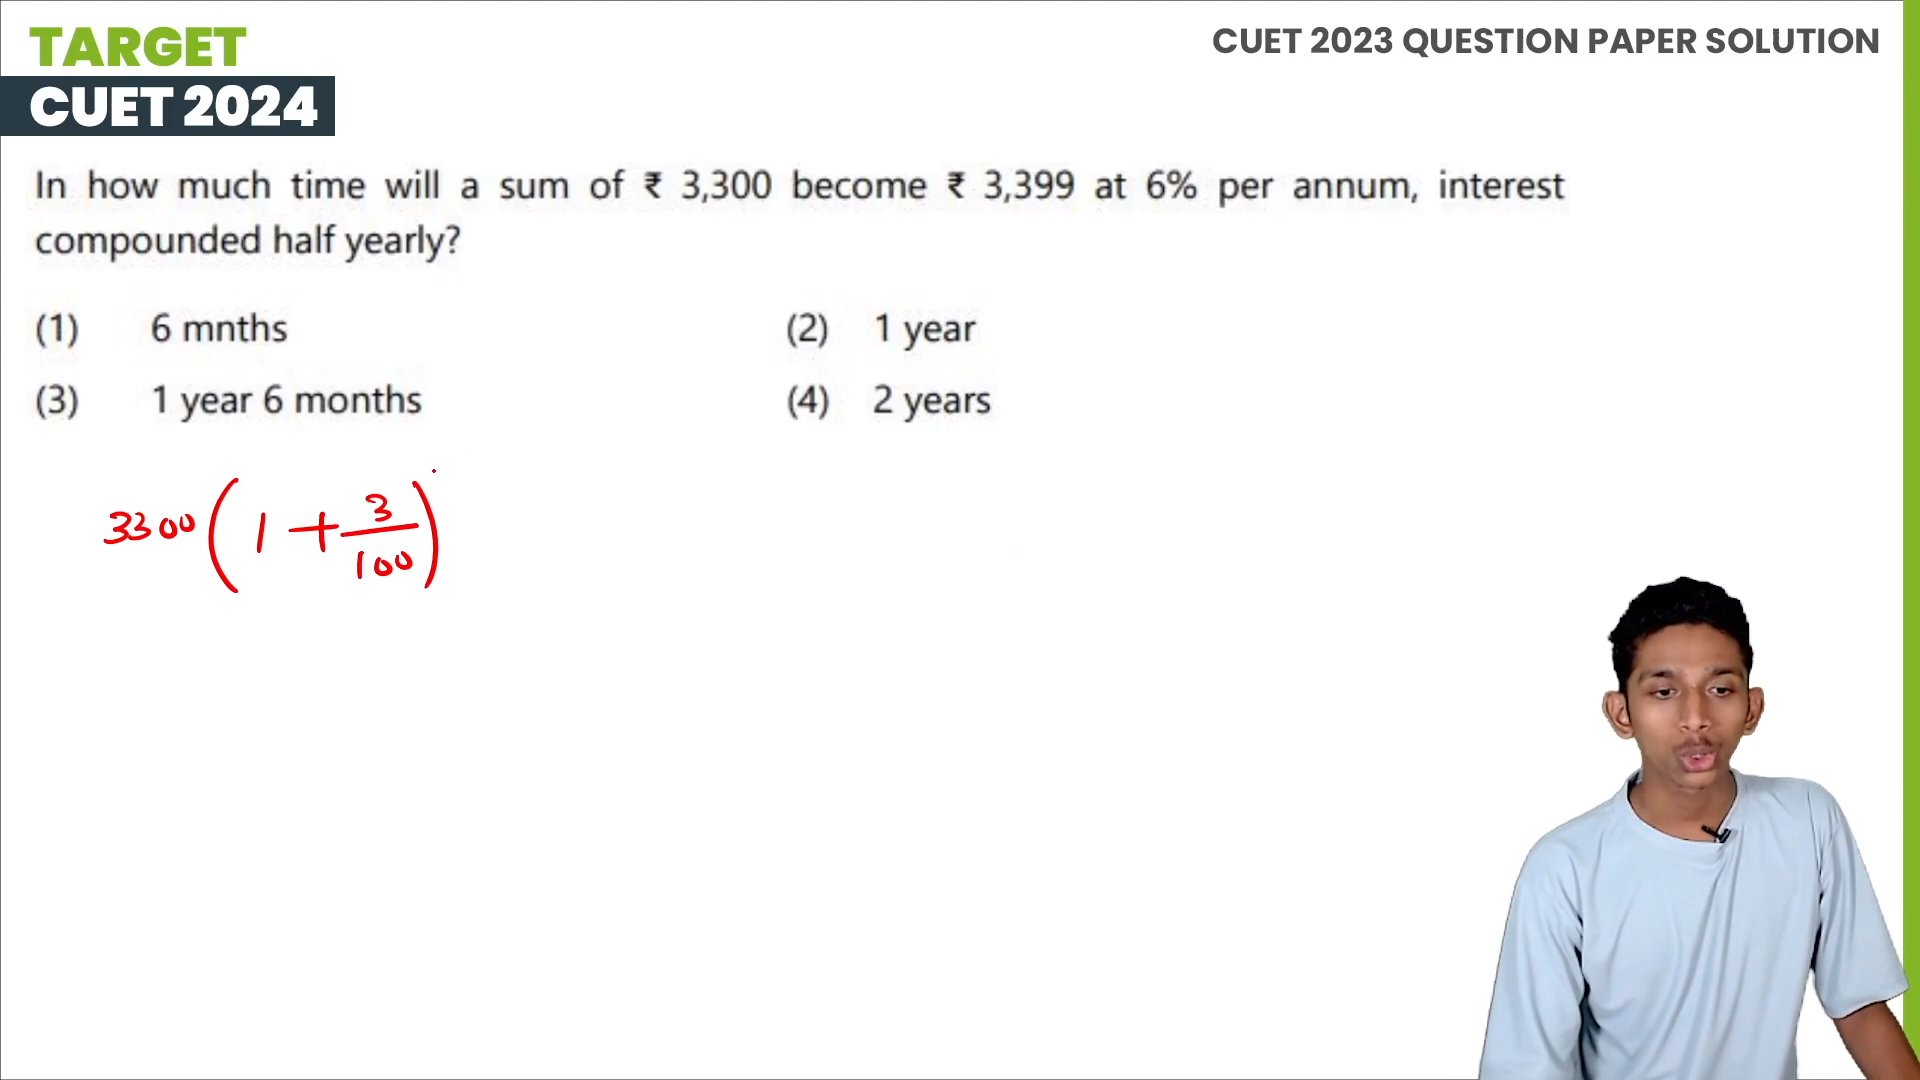 TARGET
CUET 2024
CUET 2023 QUESTION PAPER SOLUTION
In how much time will a sum of ₹ 3,300 become ₹ 3,399 at 6% per annum, interest
compounded half yearly?
(1) 6 mnths (2) 1 year
(3) 1 year 6 months (4) 2 years
3300 ( 1 + 3/100 )